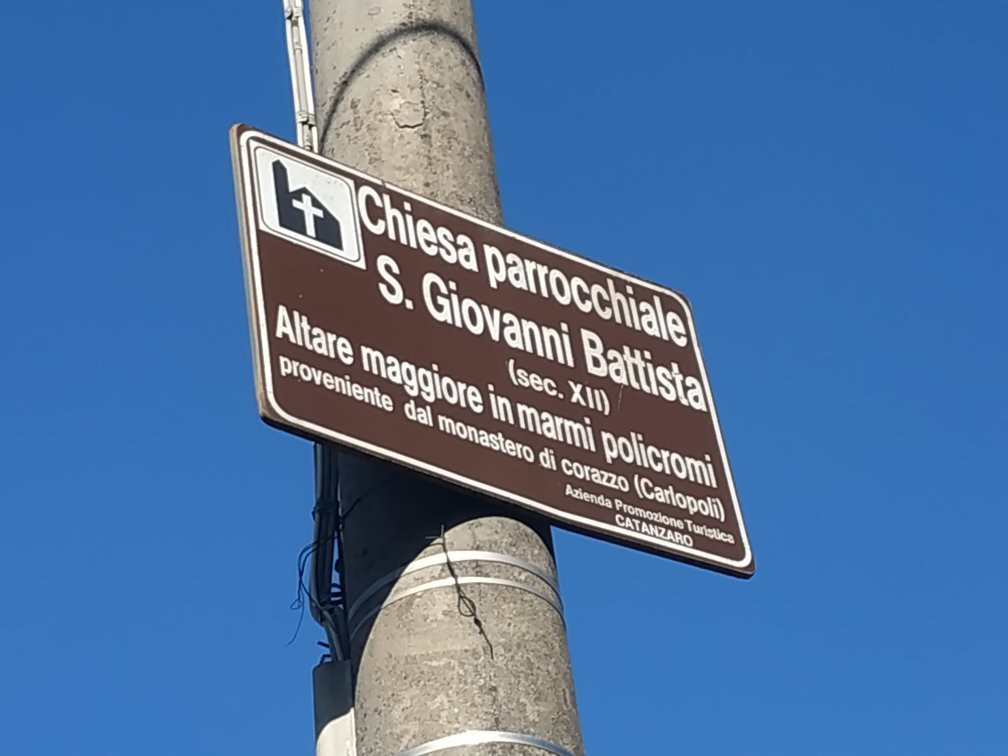 Chiesa parrocchiale
S. Giovanni Battista
(sec. XII)
Altare maggiore in marmi policromi
proveniente dal monastero di corazzo (Carlopoli)
Azienda Promozione Turistica
CATANZARO